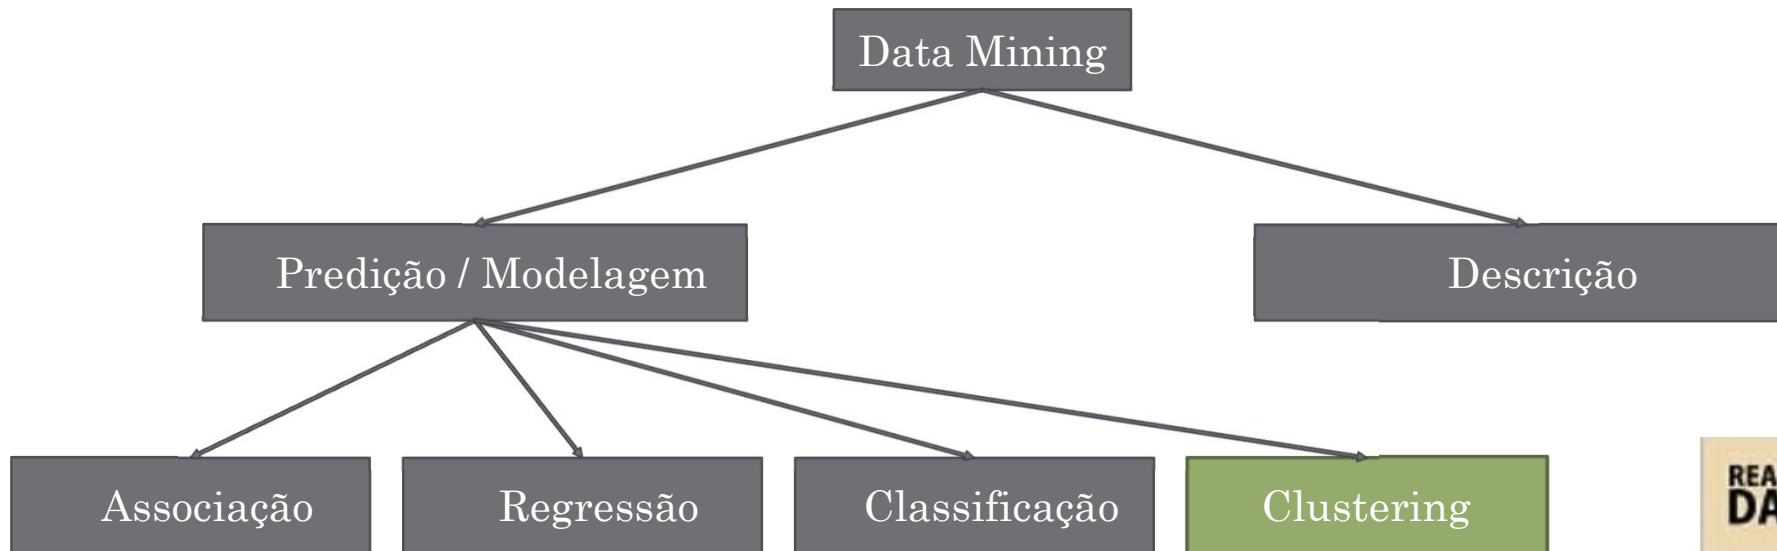 Data Mining
Predição / Modelagem
Descrição
Associação
Regressão
Classificação
Clustering